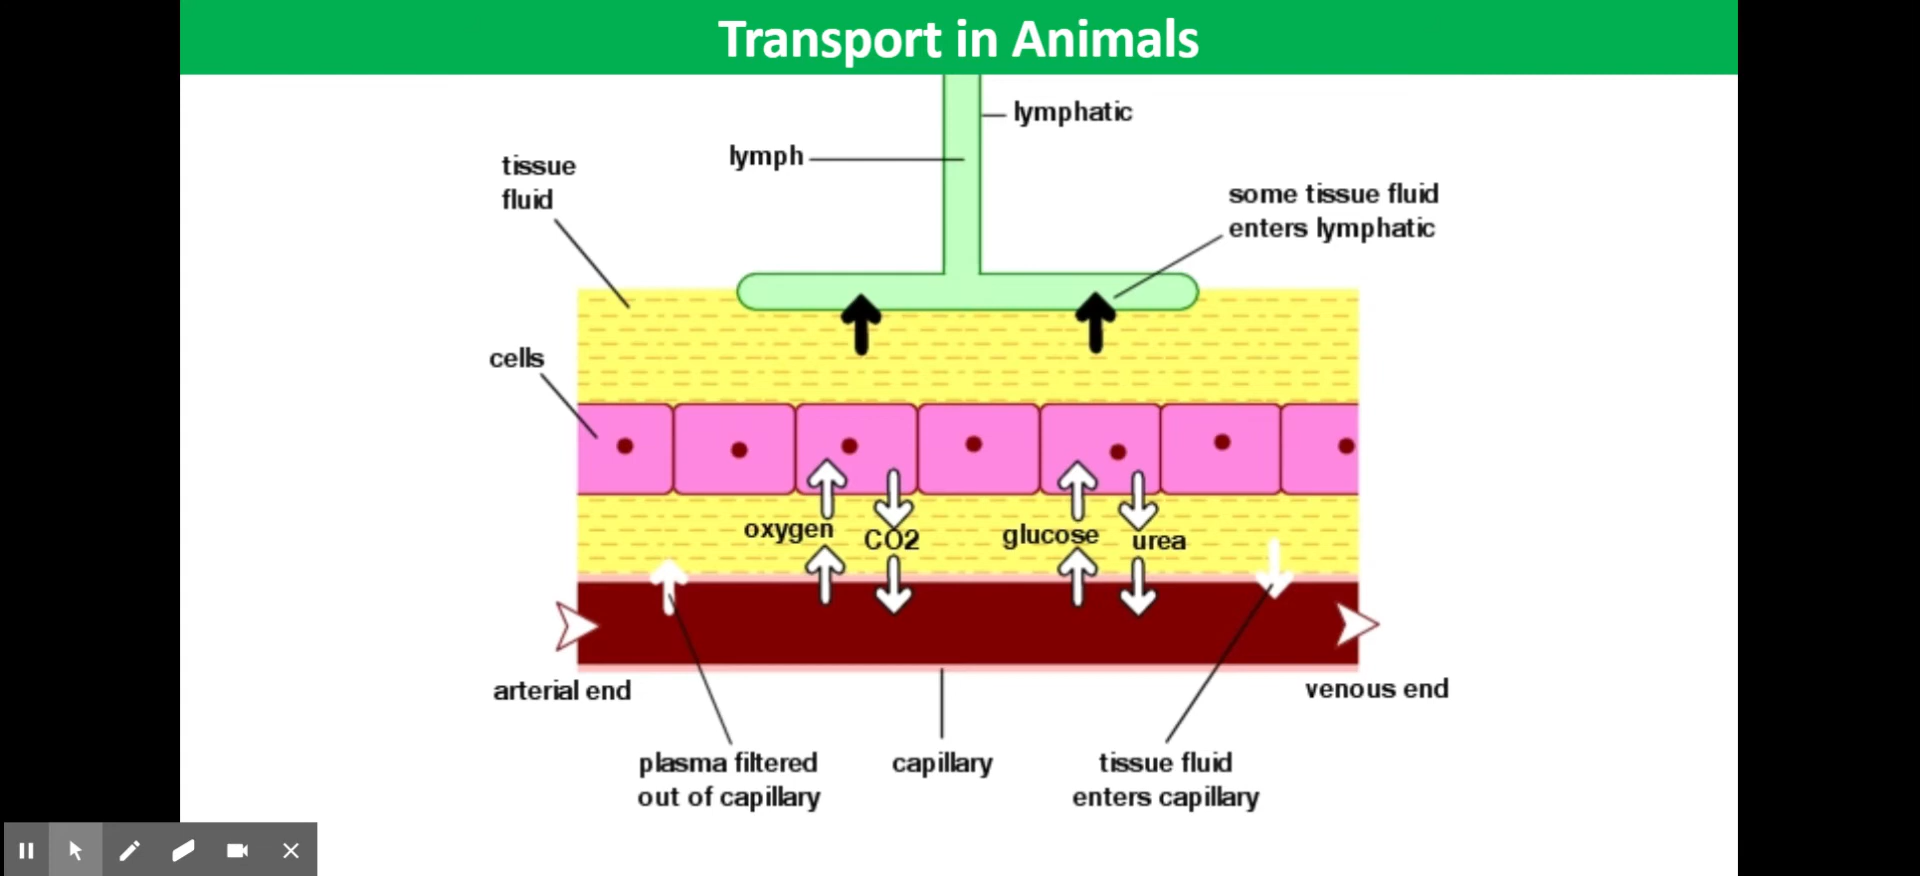 Transport in Animals
lymphatic
lymph
tissue
fluid
some tissue fluid
enters lymphatic
cells
oxygen
CO2
glucose
urea
arterial end
venous end
plasma filtered
out of capillary
capillary
tissue fluid
enters capillary